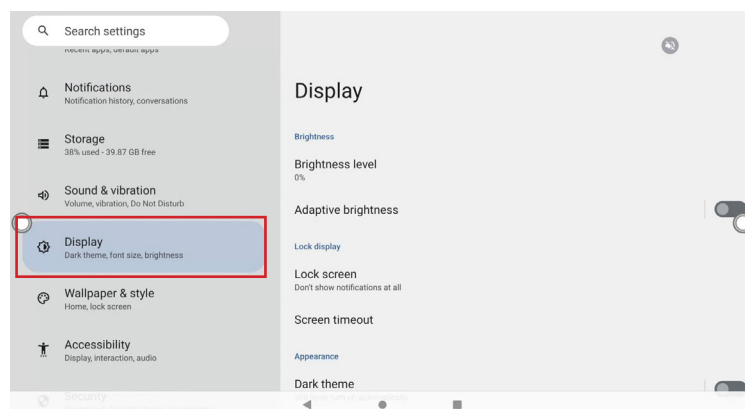 Search settings
Recent apps, default apps
Notifications
Notification history, conversations
Storage
38% used - 39.87 GB free
Sound & vibration
Volume, vibration, Do Not Disturb
Display
Dark theme, font size, brightness
Wallpaper & style
Home, lock screen
Accessibility
Display, interaction, audio
Security
Display
Brightness
Brightness level
0%
Adaptive brightness
Lock display
Lock screen
Don't show notifications at all
Screen timeout
Appearance
Dark theme